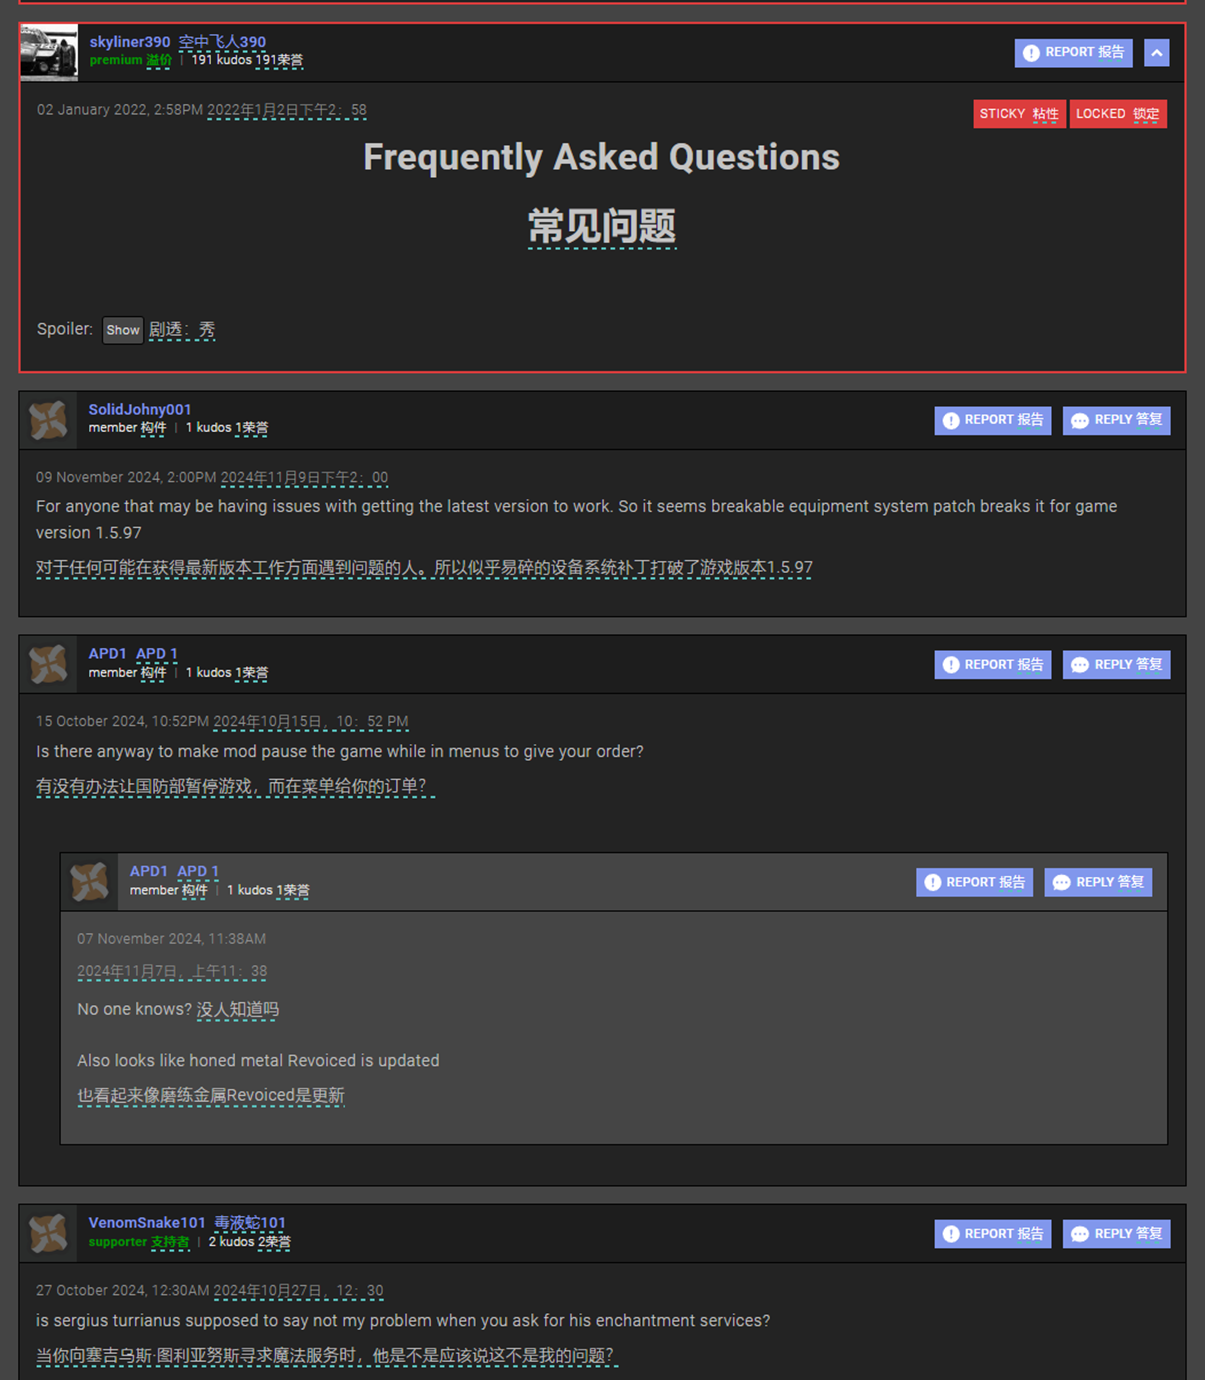 skyliner390 空中飞人390
premium 溢价 | 191 kudos 191荣誉
REPORT 报告
02 January 2022, 2:58PM 2022年1月2日下午2：58
STICKY 粘性 LOCKED 锁定
Frequently Asked Questions
常见问题
Spoiler: Show 剧透：秀
SolidJohny001
member 构件 | 1 kudos 1荣誉
REPORT 报告 REPLY 答复
09 November 2024, 2:00PM 2024年11月9日下午2：00
For anyone that may be having issues with getting the latest version to work. So it seems breakable equipment system patch breaks it for game
version 1.5.97
对于任何可能在获得最新版本工作方面遇到问题的人。所以似乎易碎的设备系统补丁打破了游戏版本1.5.97
APD1 APD 1
member 构件 | 1 kudos 1荣誉
REPORT 报告 REPLY 答复
15 October 2024, 10:52PM 2024年10月15日，10：52 PM
Is there anyway to make mod pause the game while in menus to give your order?
有没有办法让国防部暂停游戏，而在菜单给你的订单？
APD1 APD 1
member 构件 | 1 kudos 1荣誉
REPORT 报告 REPLY 答复
07 November 2024, 11:38AM
2024年11月7日，上午11：38
No one knows? 没人知道吗
Also looks like honed metal Revoiced is updated
也看起来像磨练金属Revoiced是更新
VenomSnake101 毒液蛇101
supporter 支持者 | 2 kudos 2荣誉
REPORT 报告 REPLY 答复
27 October 2024, 12:30AM 2024年10月27日，12：30
is sergius turrianus supposed to say not my problem when you ask for his enchantment services?
当你向塞吉乌斯·图利亚努斯寻求魔法服务时，他是不是应该说这不是我的问题？